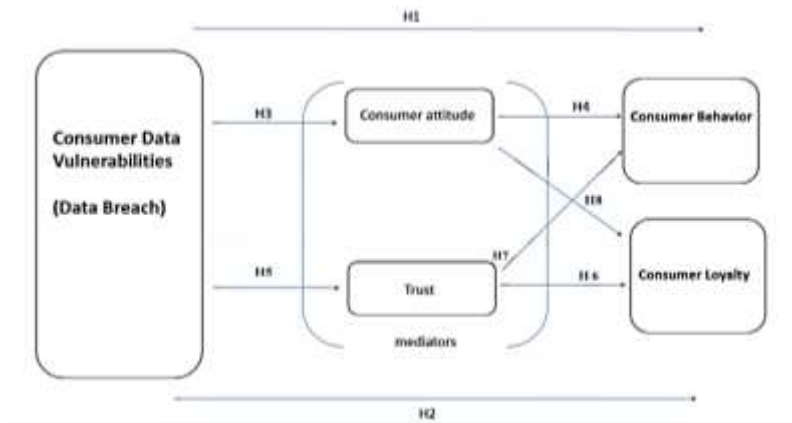 H1
Consumer Data
Vulnerabilities
(Data Breach)
H3
Consumer attitude
H4
Consumer Behavior
H8
H7
H5
Trust
H6
Consumer Loyalty
mediators
H2